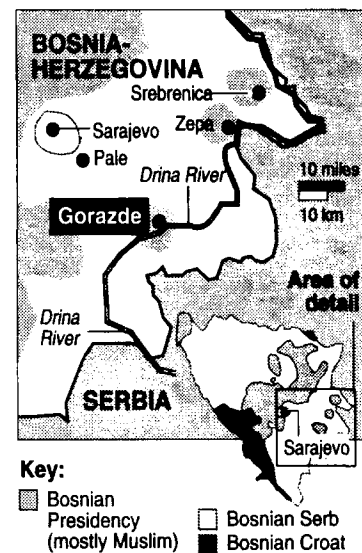 BOSNIA-
HERZEGOVINA
Srebrenica
Sarajevo
Zepa
Pale
Drina River
10 miles
10 km
Gorazde
Area of
detail
Drina
River
SERBIA
Sarajevo
Key:
Bosnian
Presidency
(mostly Muslim)
Bosnian Serb
Bosnian Croat